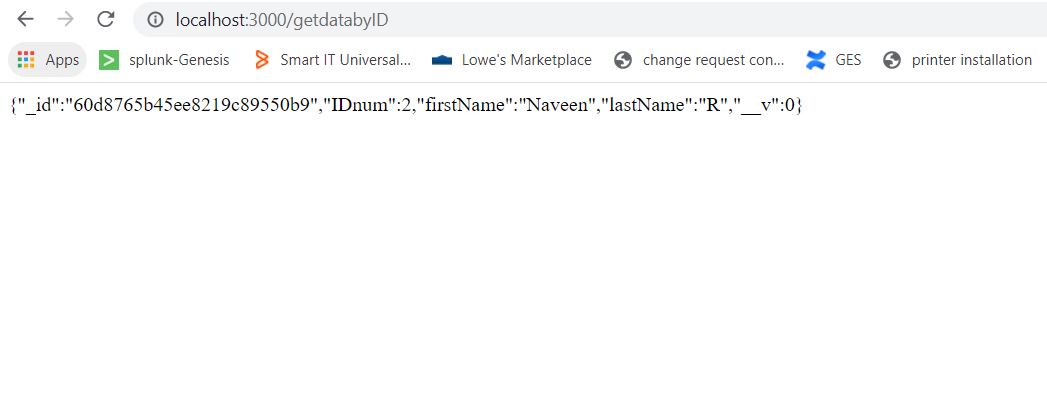 localhost:3000/getdatabyID
Apps splunk-Genesis Smart IT Universal... Lowe's Marketplace change request con... GES printer installation
{"_id":"60d8765b45ee8219c89550b9","IDnum":2,"firstName":"Naveen","lastName":"R","__v":0}